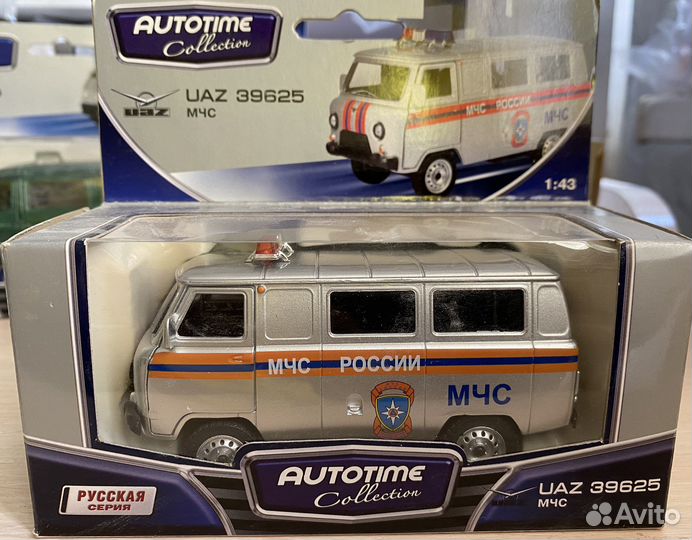 AUTOTIME
Collection
uaz
UAZ 39625
МЧС
МЧС РОССИИ
МЧС
1:43
МЧС РОССИИ
МЧС
AUTOTIME
Collection
РУССКАЯ
СЕРИЯ
UAZ 39625
МЧС
Avito